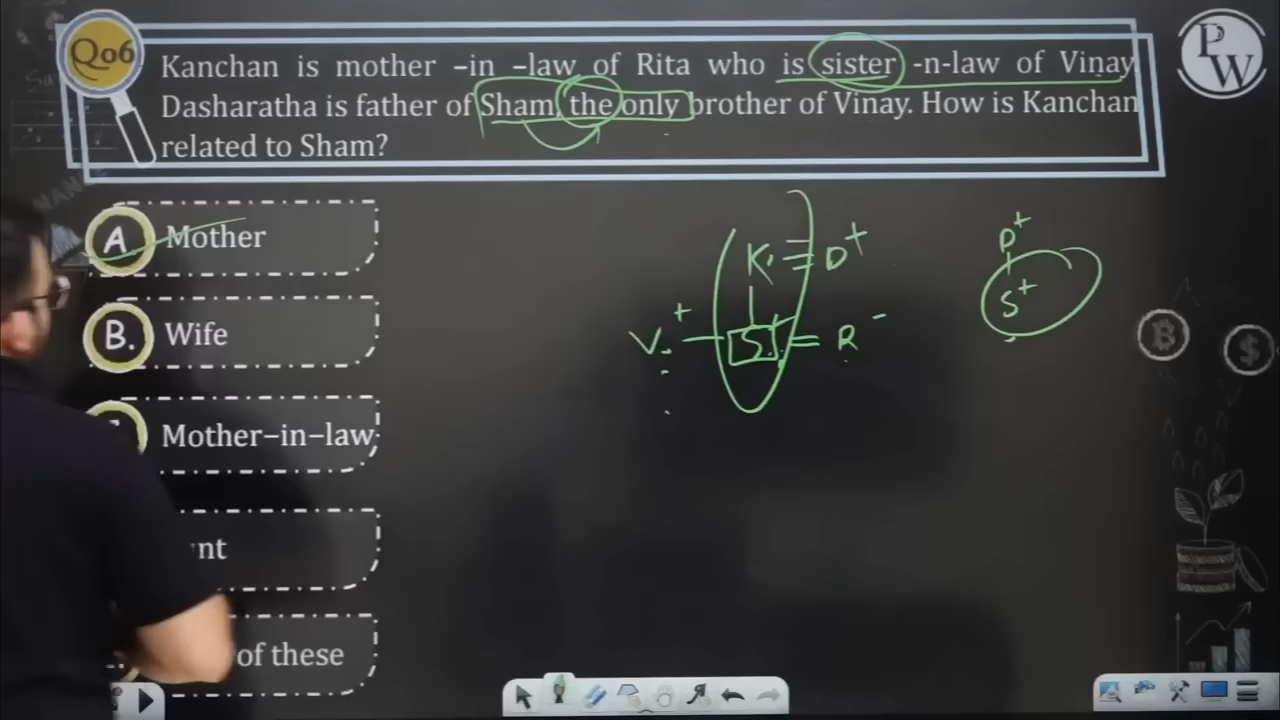 Q06
Kanchan is mother –in –law of Rita who is sister -n-law of Vinay.
Dasharatha is father of Sham, the only brother of Vinay. How is Kanchan
related to Sham?
PW
A Mother
B. Wife
Mother–in–law
unt
of these
K = D+
V + S = R -
D+
S+